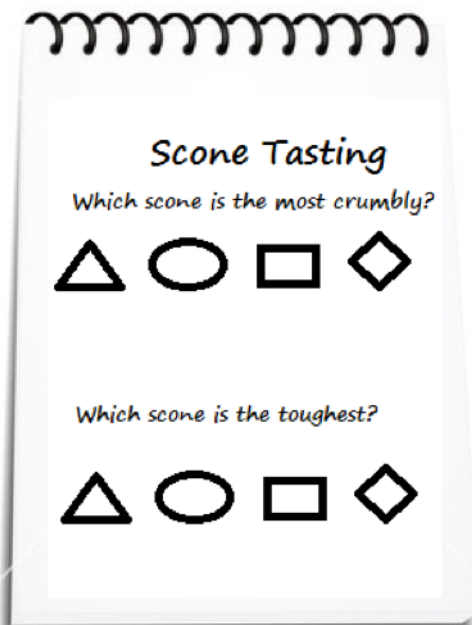 Scone Tasting
Which scone is the most crumbly?
Which scone is the toughest?